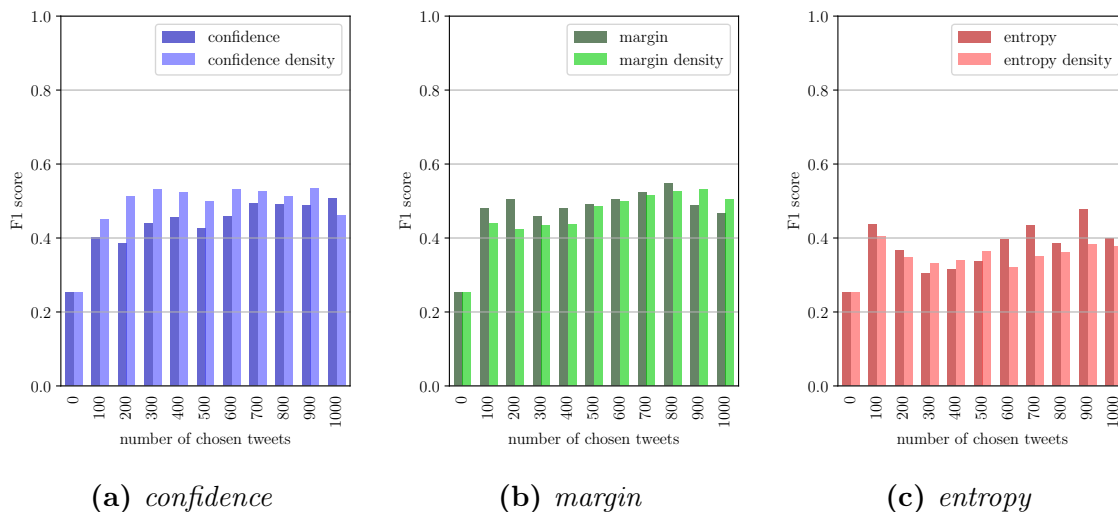 1.0
0.8
0.6
0.4
0.2
0.0
F1 score
confidence
confidence density
0 100 200 300 400 500 600 700 800 900 1000
number of chosen tweets
(a) confidence
1.0
0.8
0.6
0.4
0.2
0.0
F1 score
margin
margin density
0 100 200 300 400 500 600 700 800 900 1000
number of chosen tweets
(b) margin
1.0
0.8
0.6
0.4
0.2
0.0
F1 score
entropy
entropy density
0 100 200 300 400 500 600 700 800 900 1000
number of chosen tweets
(c) entropy